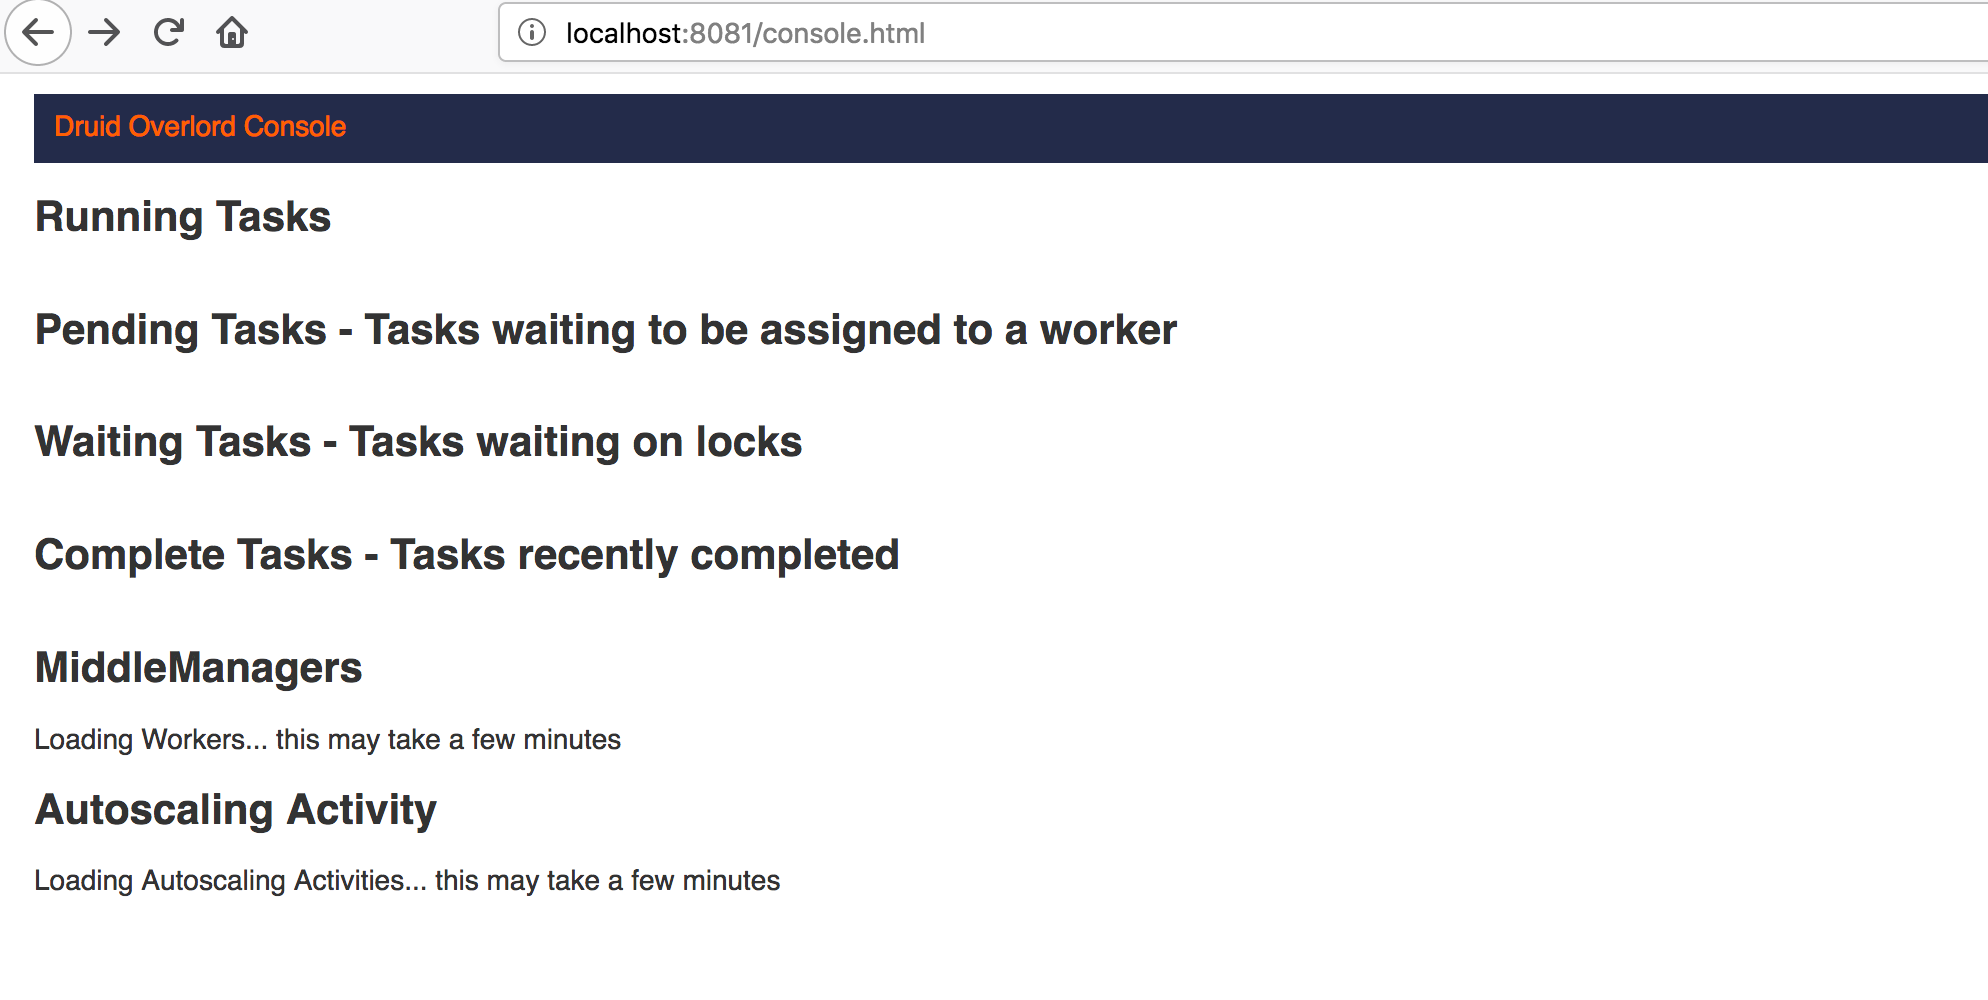 localhost:8081/console.html
Druid Overlord Console
Running Tasks
Pending Tasks - Tasks waiting to be assigned to a worker
Waiting Tasks - Tasks waiting on locks
Complete Tasks - Tasks recently completed
MiddleManagers
Loading Workers... this may take a few minutes
Autoscaling Activity
Loading Autoscaling Activities... this may take a few minutes